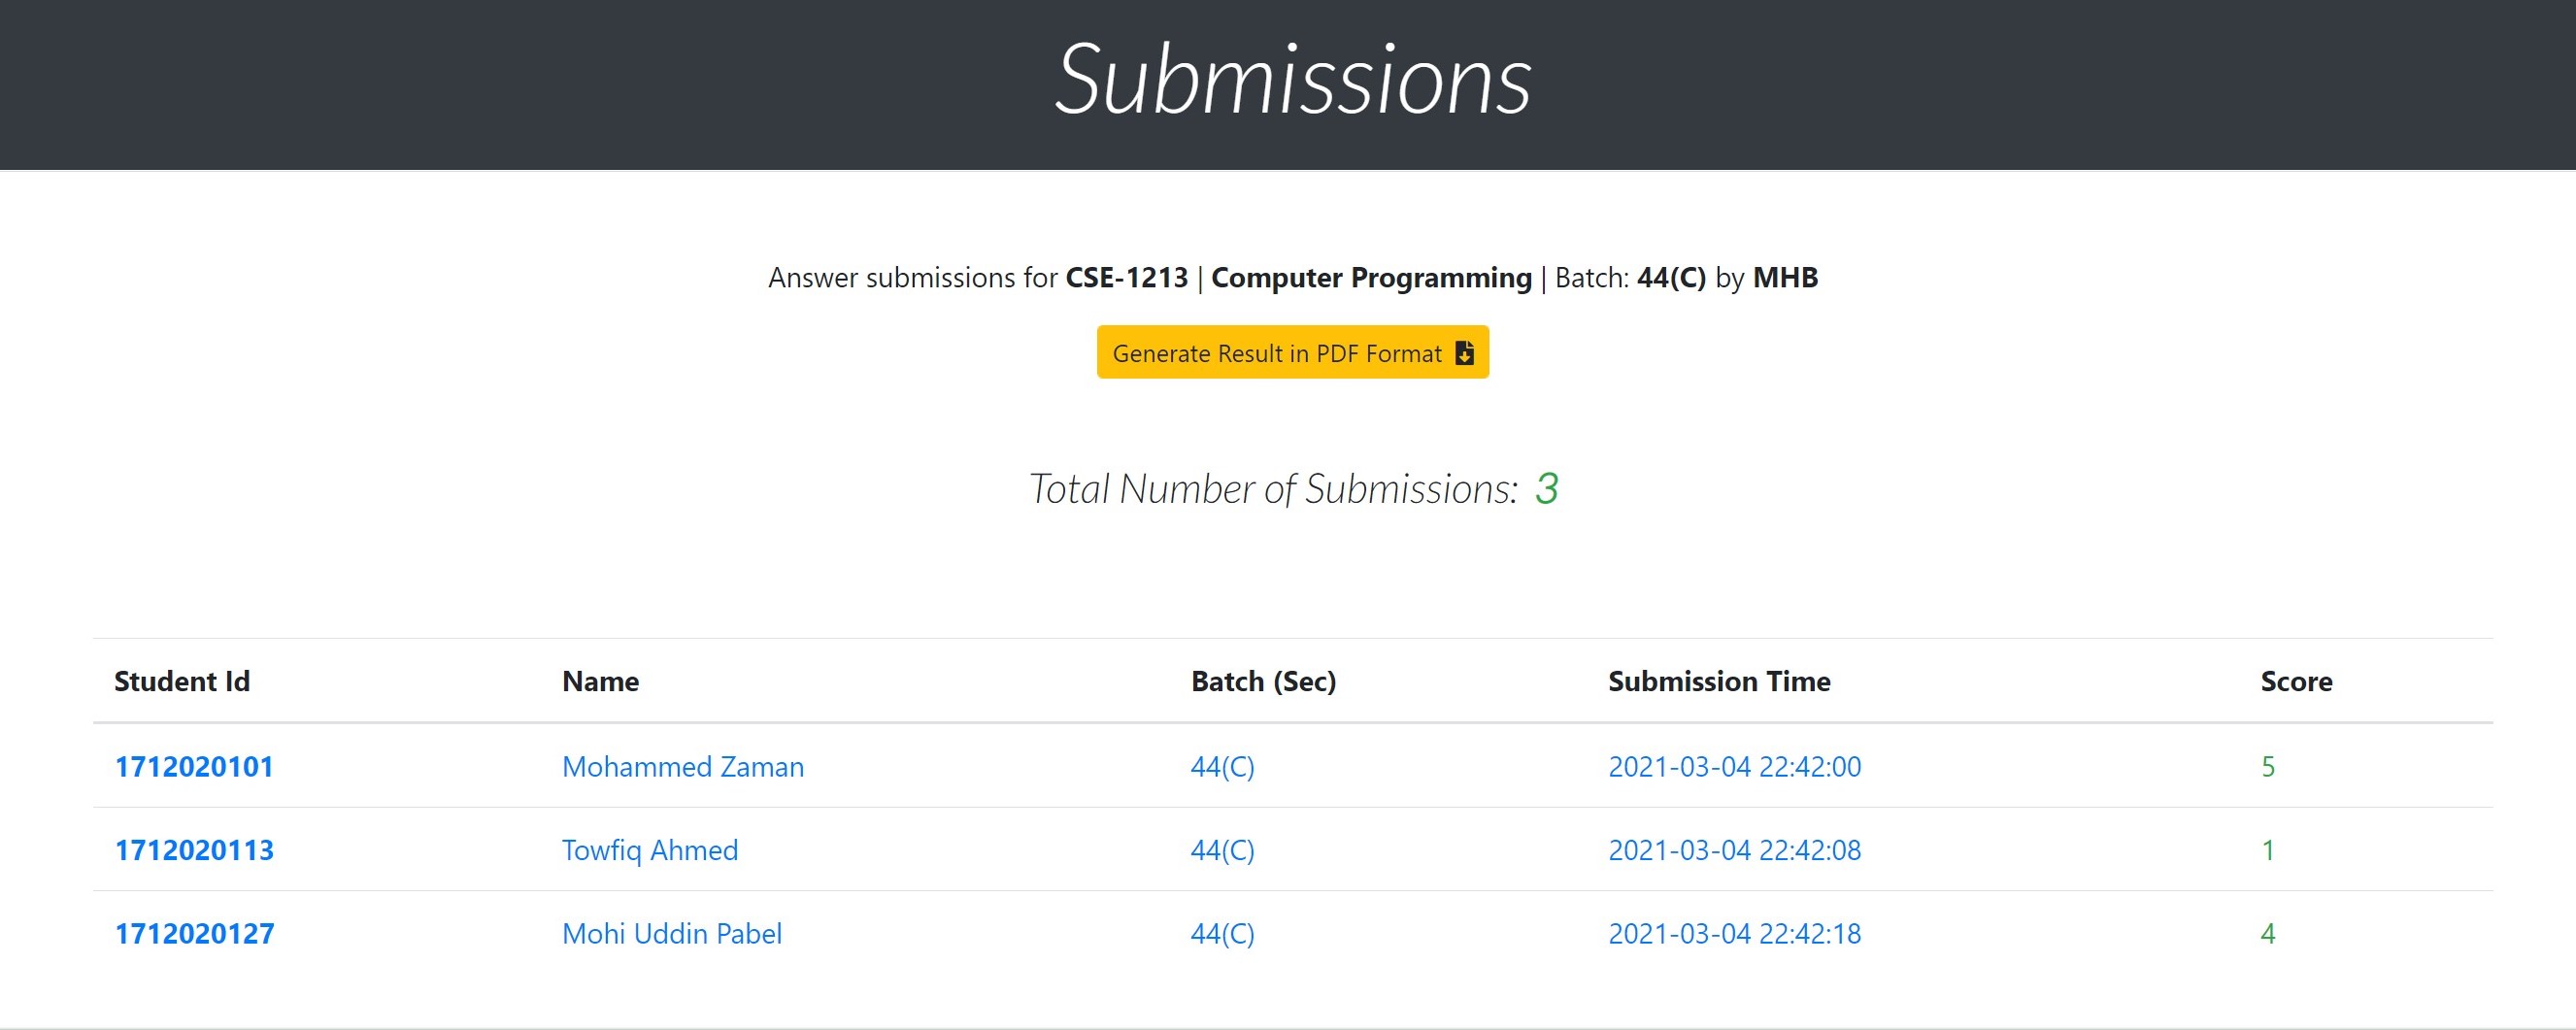 Submissions
Answer submissions for CSE-1213 | Computer Programming | Batch: 44(C) by MHB
Generate Result in PDF Format
Total Number of Submissions: 3
Student Id Name Batch (Sec) Submission Time Score
1712020101 Mohammed Zaman 44(C) 2021-03-04 22:42:00 5
1712020113 Towfiq Ahmed 44(C) 2021-03-04 22:42:08 1
1712020127 Mohi Uddin Pabel 44(C) 2021-03-04 22:42:18 4